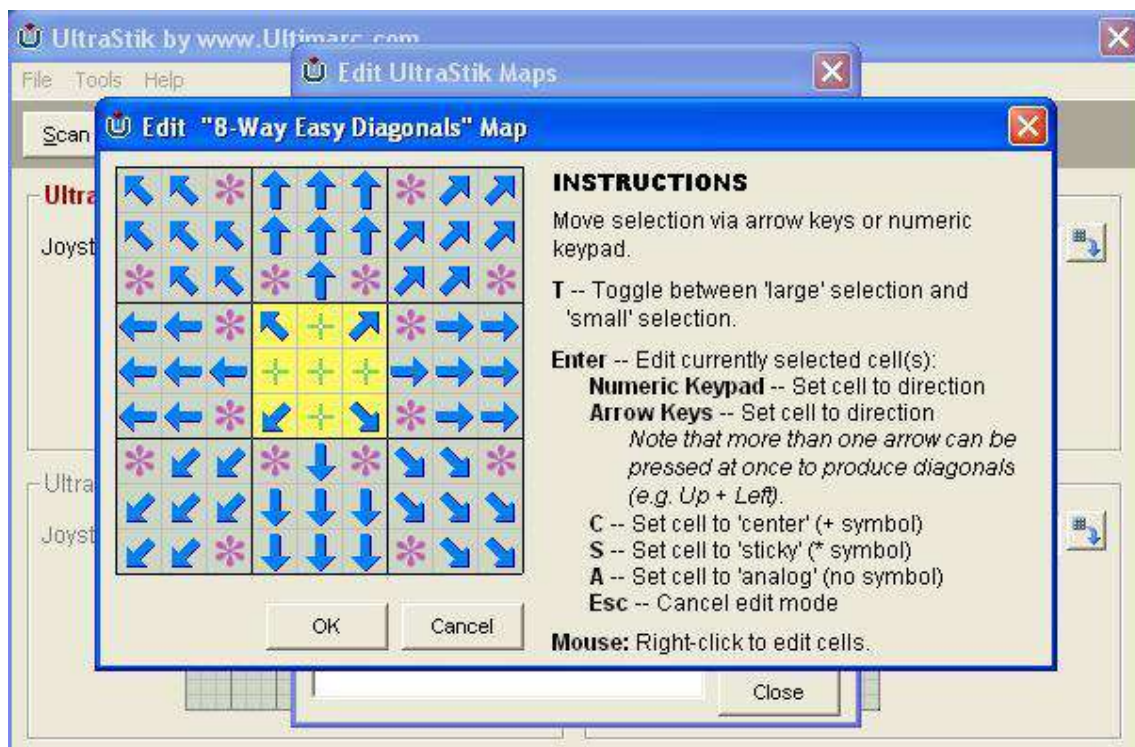 UltraStik by www.Ultimarc.com
Edit UltraStik Maps
File Tools Help
Scan
Edit "8-Way Easy Diagonals" Map
Ultra
Joyst
INSTRUCTIONS
Move selection via arrow keys or numeric
keypad.
T -- Toggle between 'large' selection and
'small' selection.
Enter -- Edit currently selected cell(s):
Numeric Keypad -- Set cell to direction
Arrow Keys -- Set cell to direction
Note that more than one arrow can be
pressed at once to produce diagonals
(e.g. Up + Left).
C -- Set cell to 'center' (+ symbol)
S -- Set cell to 'sticky' (* symbol)
A -- Set cell to 'analog' (no symbol)
Esc -- Cancel edit mode
Mouse: Right-click to edit cells.
Ultra
Joyst
OK Cancel
Close